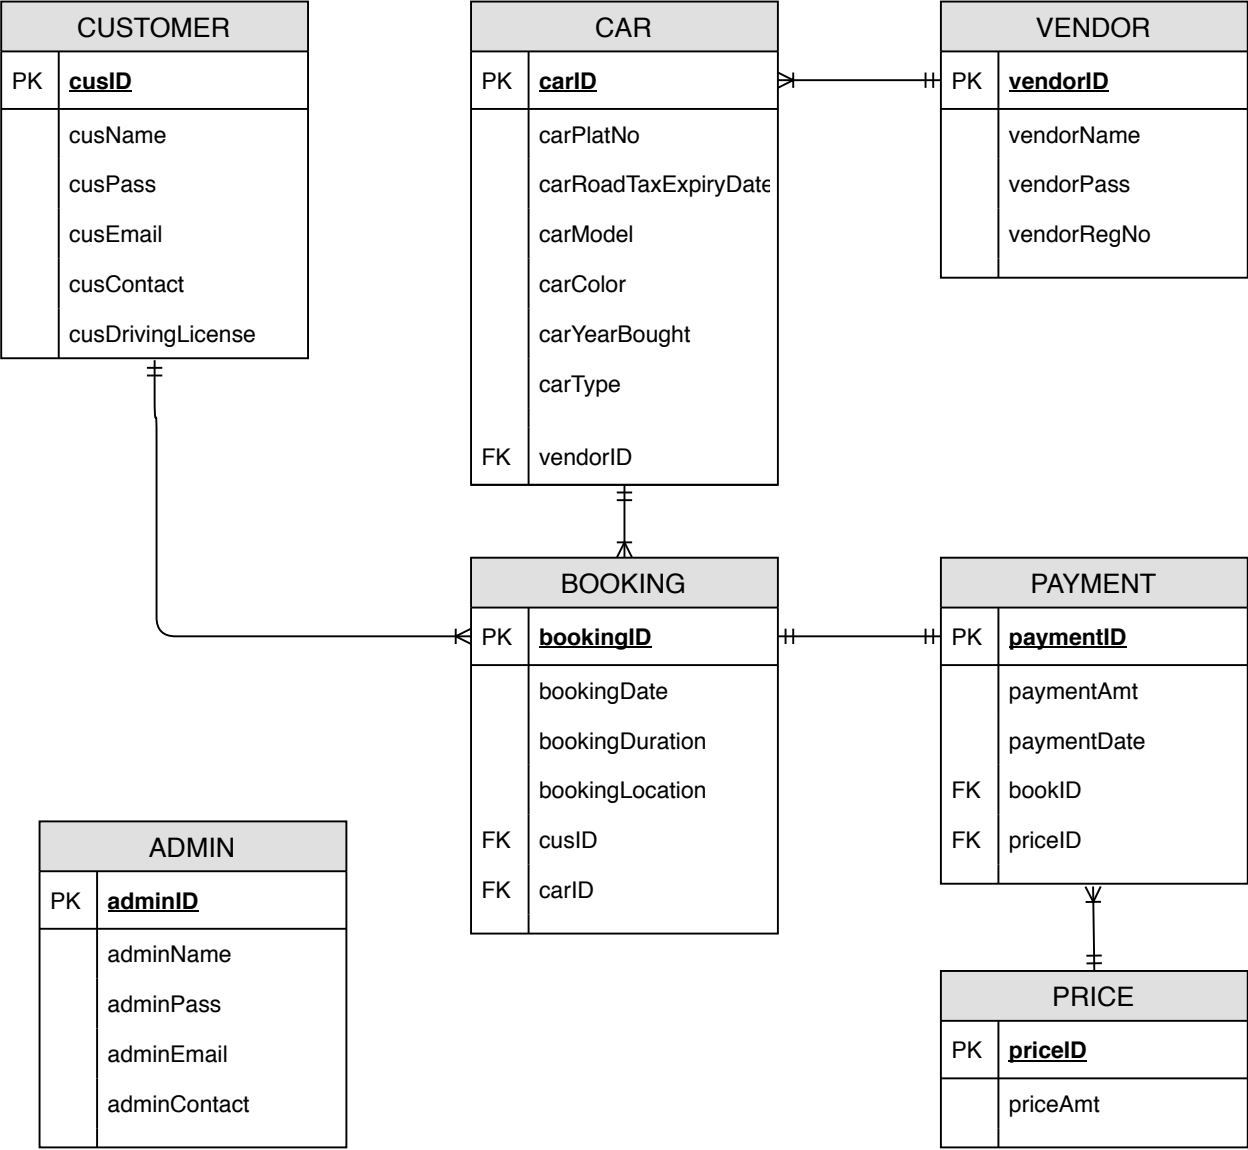 CUSTOMER
PK cusID
cusName
cusPass
cusEmail
cusContact
cusDrivingLicense
CAR
PK carID
carPlatNo
carRoadTaxExpiryDate
carModel
carColor
carYearBought
carType
FK vendorID
VENDOR
PK vendorID
vendorName
vendorPass
vendorRegNo
BOOKING
PK bookingID
bookingDate
bookingDuration
bookingLocation
FK cusID
FK carID
PAYMENT
PK paymentID
paymentAmt
paymentDate
FK bookID
FK priceID
ADMIN
PK adminID
adminName
adminPass
adminEmail
adminContact
PRICE
PK priceID
priceAmt